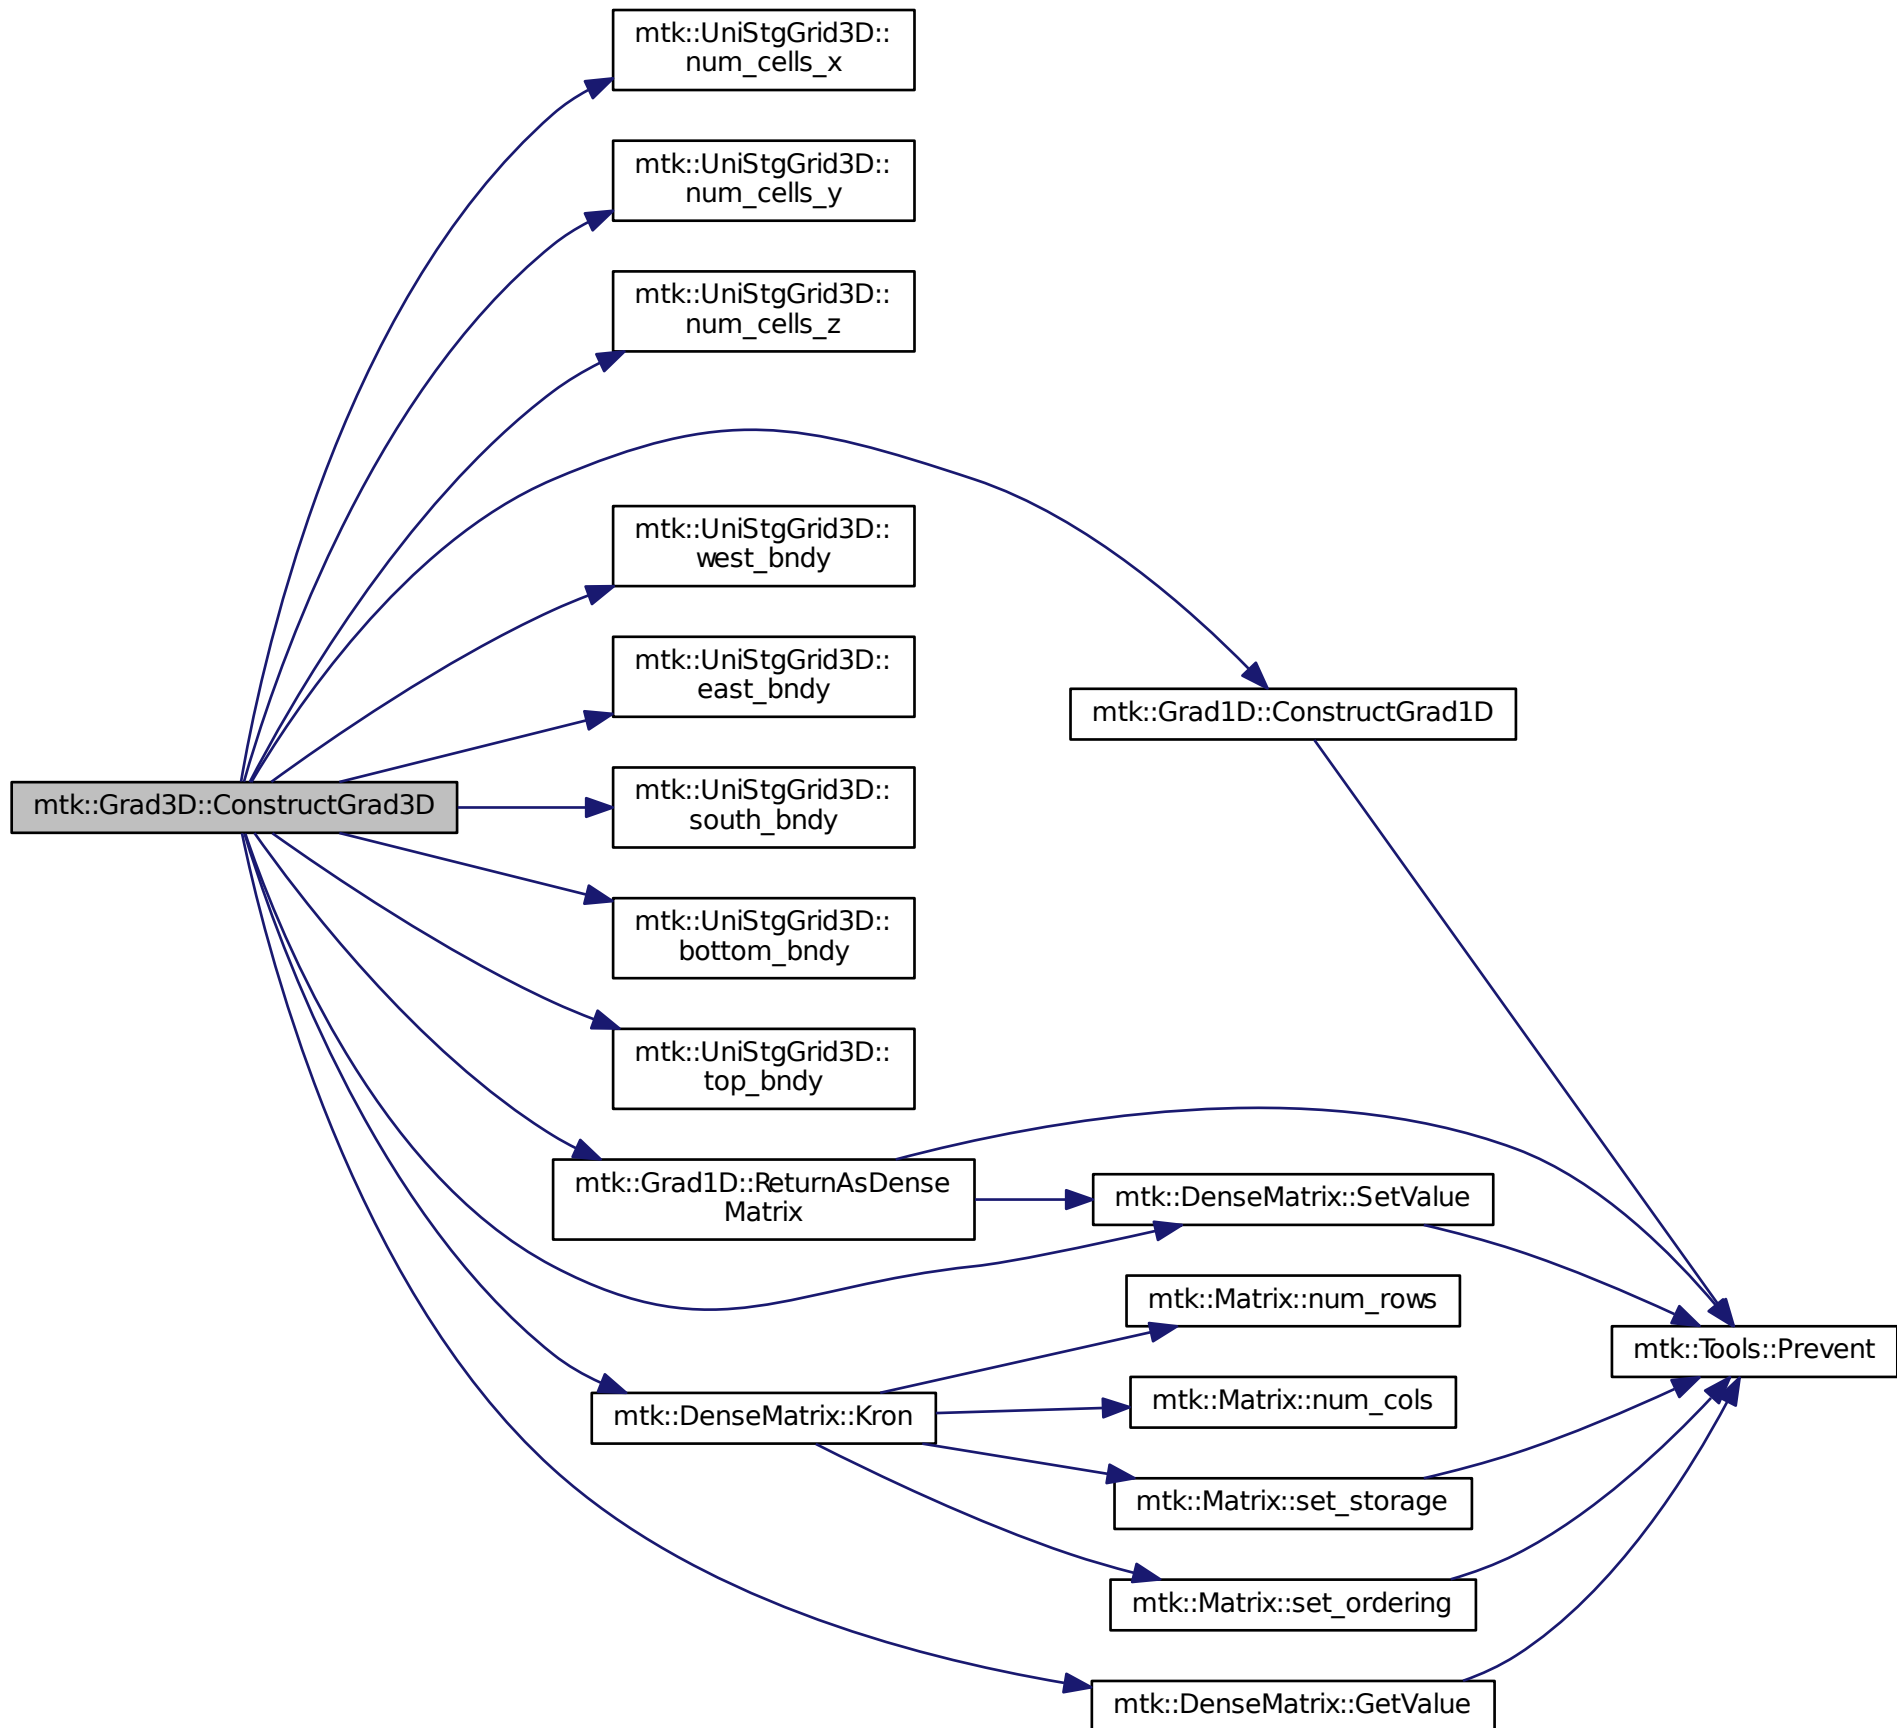 mtk::UniStgGrid3D::
num_cells_x
mtk::UniStgGrid3D::
num_cells_y
mtk::UniStgGrid3D::
num_cells_z
mtk::UniStgGrid3D::
west_bndy
mtk::UniStgGrid3D::
east_bndy
mtk::Grad1D::ConstructGrad1D
mtk::Grad3D::ConstructGrad3D
mtk::UniStgGrid3D::
south_bndy
mtk::UniStgGrid3D::
bottom_bndy
mtk::UniStgGrid3D::
top_bndy
mtk::Grad1D::ReturnAsDense
Matrix
mtk::DenseMatrix::SetValue
mtk::Matrix::num_rows
mtk::Tools::Prevent
mtk::Matrix::num_cols
mtk::DenseMatrix::Kron
mtk::Matrix::set_storage
mtk::Matrix::set_ordering
mtk::DenseMatrix::GetValue